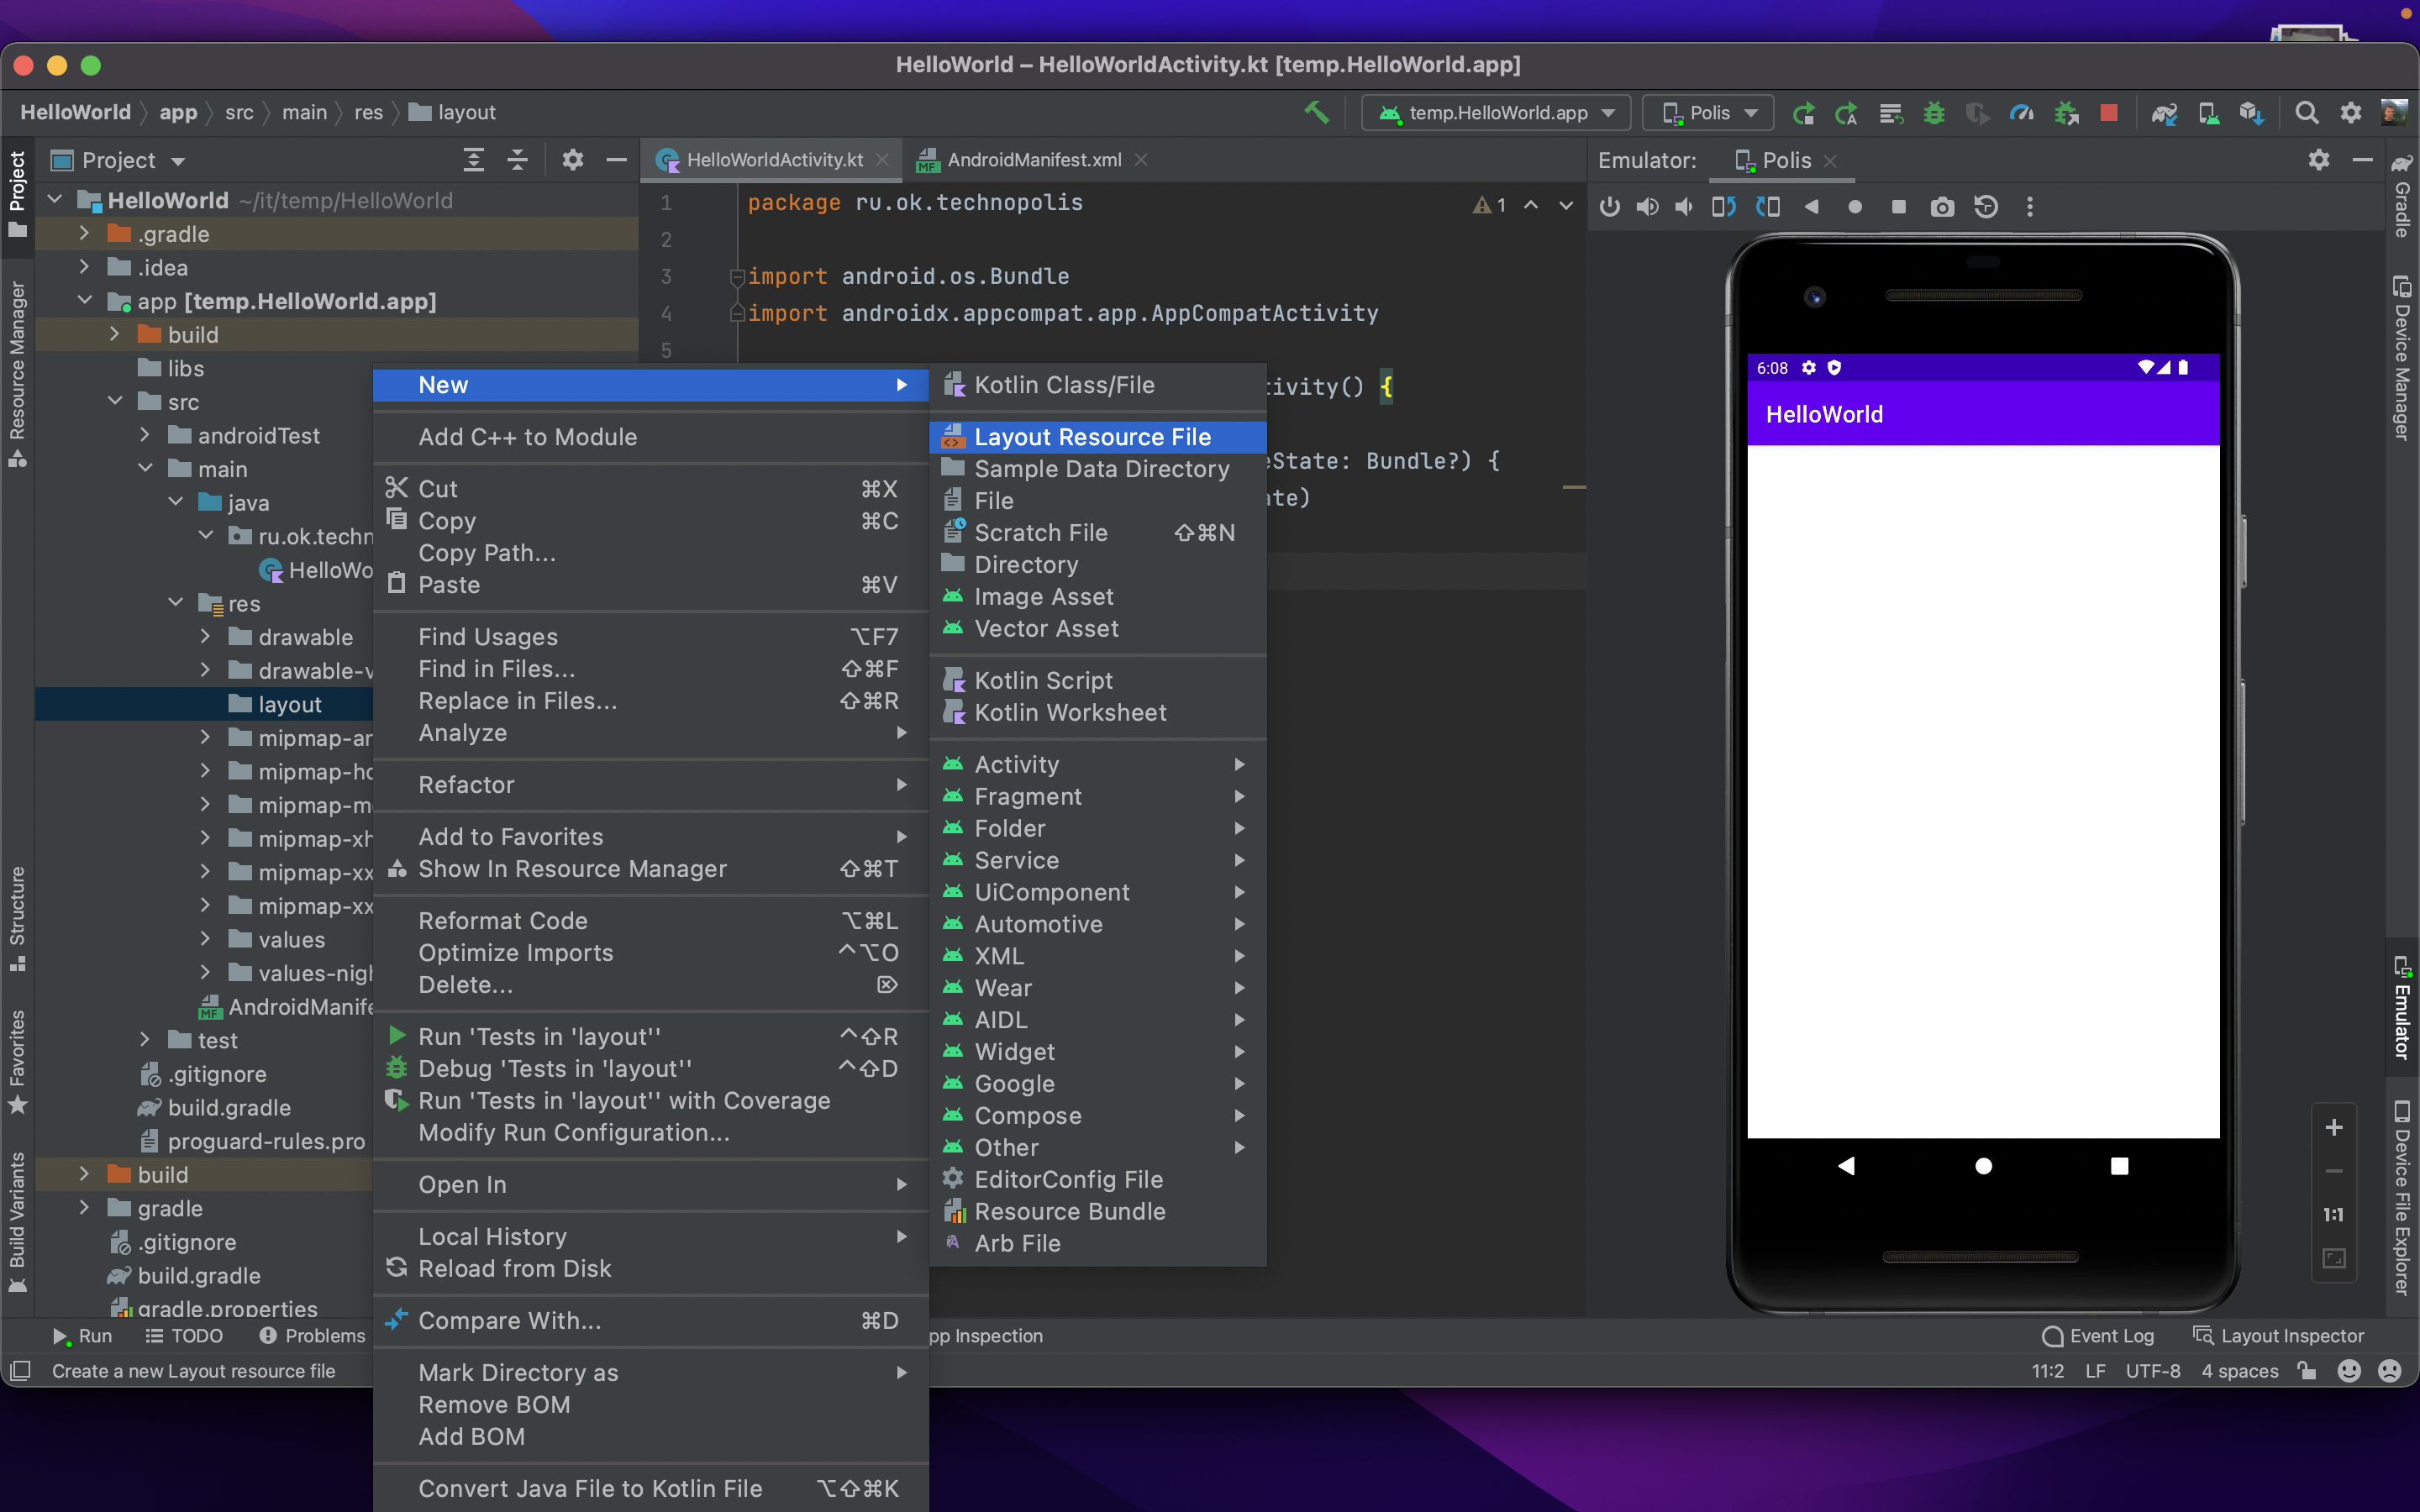 HelloWorld – HelloWorldActivity.kt [temp.HelloWorld.app]
HelloWorld app src main res layout
temp.HelloWorld.app
Polis
Project
HelloWorldActivity.kt
AndroidManifest.xml
Emulator:
Polis
Project
Resource Manager
Structure
Favorites
Build Variants
HelloWorld ~/it/temp/HelloWorld
.gradle
.idea
app [temp.HelloWorld.app]
build
libs
src
androidTest
main
java
ru.ok.techn
HelloWo
res
drawable
drawable-v
layout
mipmap-an
mipmap-hd
mipmap-m
mipmap-xh
mipmap-xx
mipmap-xx
values
values-nigh
AndroidManife
test
.gitignore
build.gradle
proguard-rules.pro
build
gradle
.gitignore
build.gradle
gradle.properties
1 package ru.ok.technopolis
2
3 import android.os.Bundle
4 import androidx.appcompat.app.AppCompatActivity
5
tivity() {
eState: Bundle?) {
ate)
1
New
Add C++ to Module
Cut ⌘X
Copy ⌘C
Copy Path...
Paste ⌘V
Find Usages ⌥F7
Find in Files... ⇧⌘F
Replace in Files... ⇧⌘R
Analyze
Refactor
Add to Favorites
Show In Resource Manager ⇧⌘T
Reformat Code ⌥⌘L
Optimize Imports ^⌥O
Delete... ⌦
Run 'Tests in 'layout'' ^⇧R
Debug 'Tests in 'layout'' ^⇧D
Run 'Tests in 'layout'' with Coverage
Modify Run Configuration...
Open In
Local History
Reload from Disk
Compare With... ⌘D
Mark Directory as
Remove BOM
Add BOM
Convert Java File to Kotlin File ⌥⇧⌘K
Kotlin Class/File
Layout Resource File
Sample Data Directory
File
Scratch File ⇧⌘N
Directory
Image Asset
Vector Asset
Kotlin Script
Kotlin Worksheet
Activity
Fragment
Folder
Service
UiComponent
Automotive
XML
Wear
AIDL
Widget
Google
Compose
Other
EditorConfig File
Resource Bundle
Arb File
6:08
HelloWorld
1:1
Gradle
Device Manager
Emulator
Device File Explorer
Run
TODO
Problems
pp Inspection
Event Log
Layout Inspector
Create a new Layout resource file
11:2 LF UTF-8 4 spaces